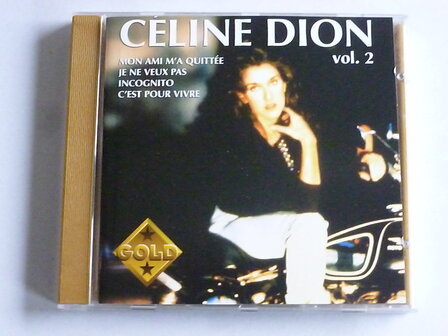 CÉLINE DION
vol. 2
MON AMI M'A QUITTÉE
JE NE VEUX PAS
INCOGNITO
C'EST POUR VIVRE
GOLD